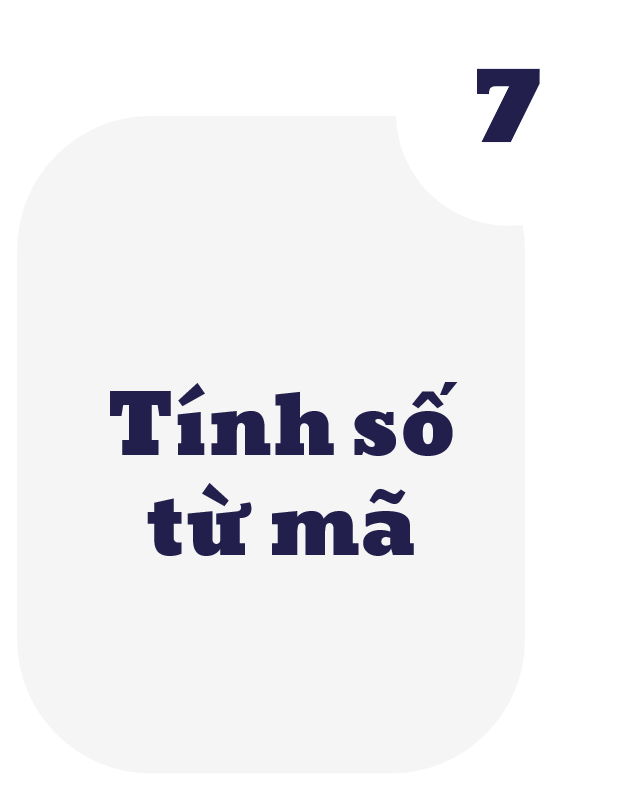 7
Tính số
từ mã